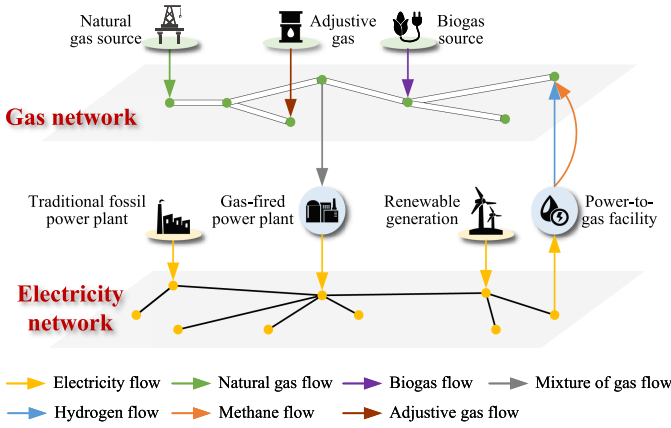 Natural
gas source
Adjustive
gas
Biogas
source
Gas network
Traditional fossil
power plant
Gas-fired
power plant
Renewable
generation
Power-to-
gas facility
Electricity
network
Electricity flow
Natural gas flow
Biogas flow
Mixture of gas flow
Hydrogen flow
Methane flow
Adjustive gas flow